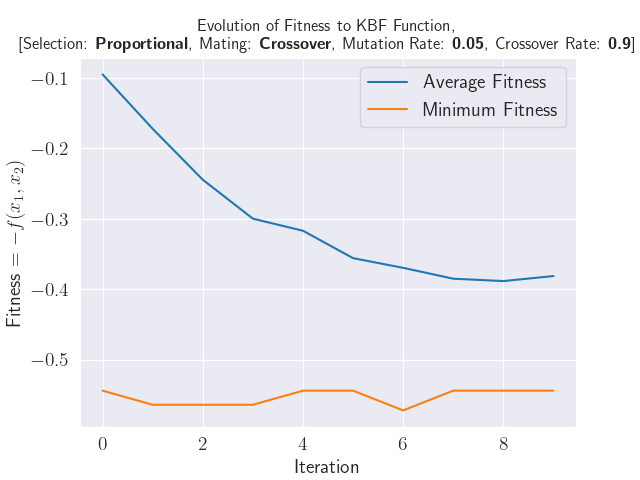 Evolution of Fitness to KBF Function,
[Selection: Proportional, Mating: Crossover, Mutation Rate: 0.05, Crossover Rate: 0.9]
Average Fitness
Minimum Fitness
Fitness = −f(x₁, x₂)
−0.1
−0.2
−0.3
−0.4
−0.5
0 2 4 6 8
Iteration